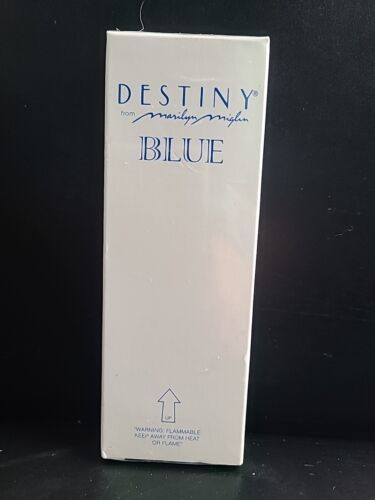 DESTINY®
from marilyn miglin
BLUE
UP
"WARNING: FLAMMABLE
KEEP AWAY FROM HEAT
OR FLAME"